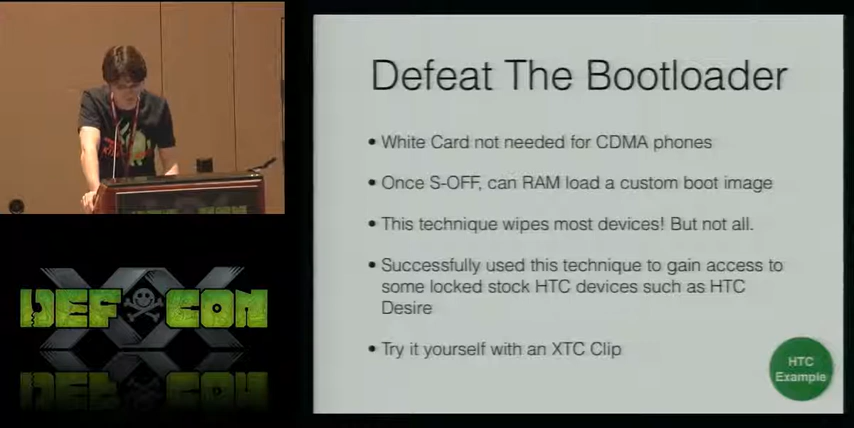 Defeat The Bootloader
• White Card not needed for CDMA phones
• Once S-OFF, can RAM load a custom boot image
• This technique wipes most devices! But not all.
• Successfully used this technique to gain access to
some locked stock HTC devices such as HTC
Desire
• Try it yourself with an XTC Clip
HTC
Example
DEFCON
XX